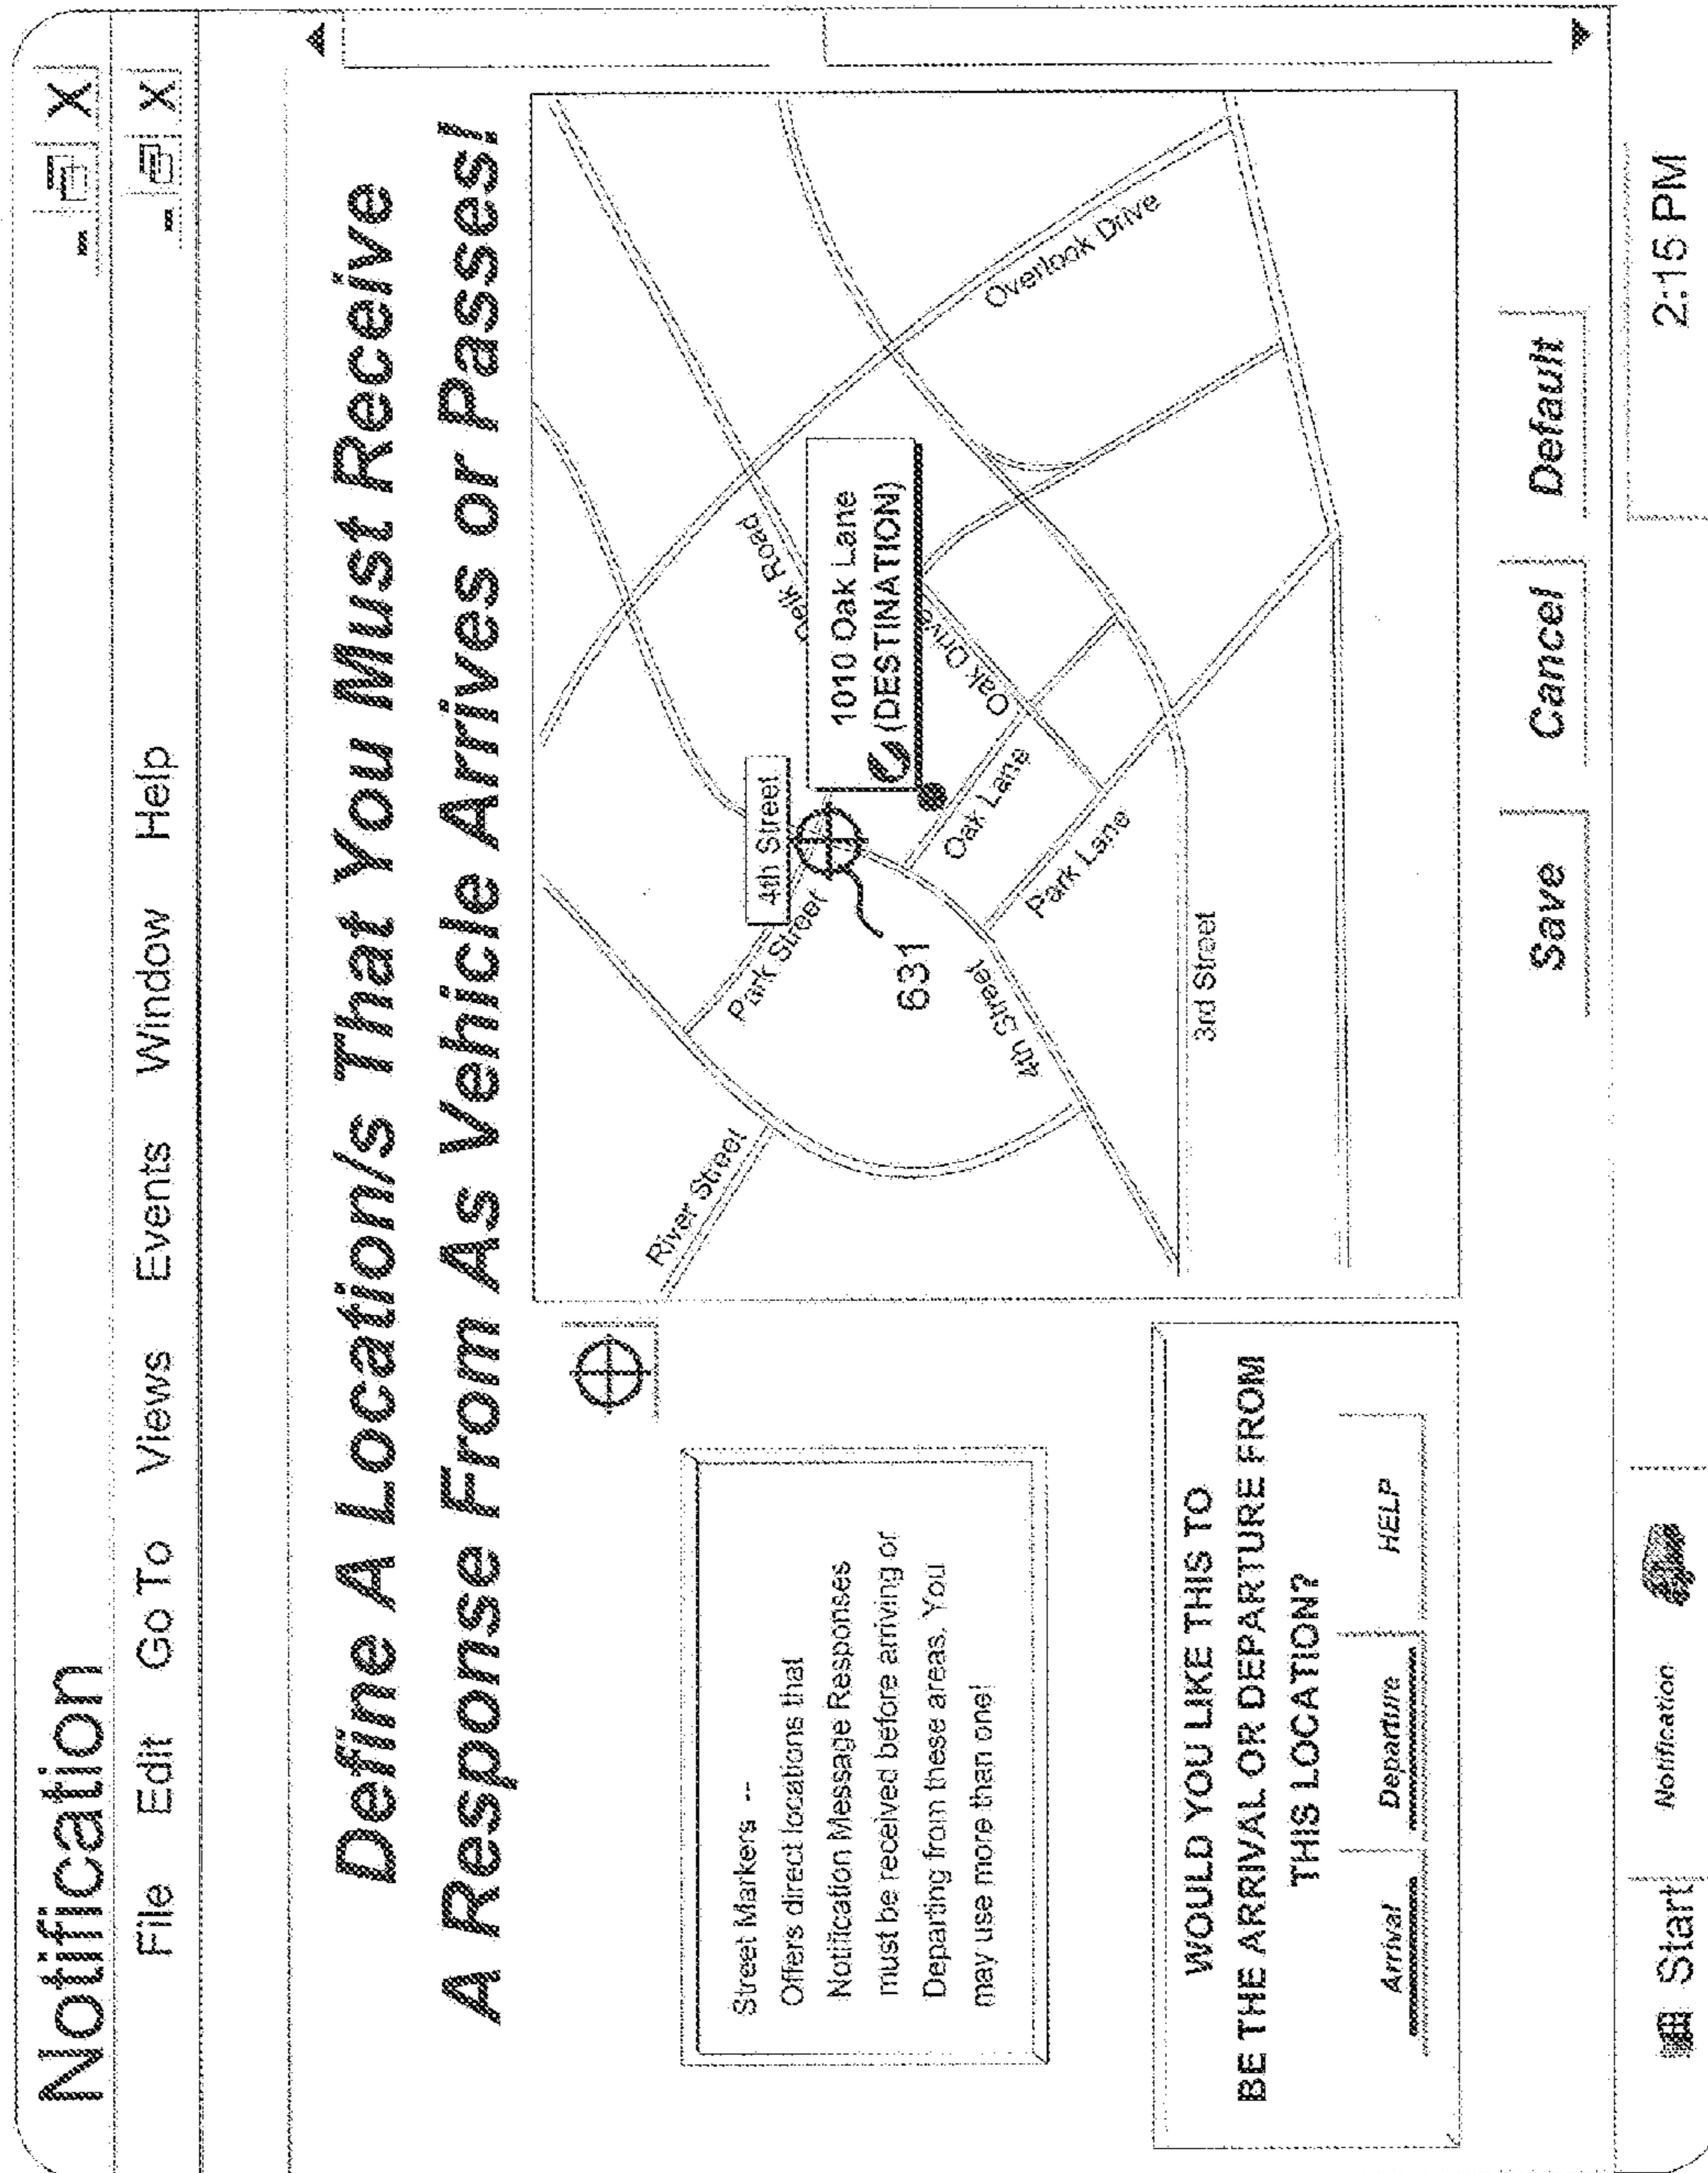 Notification
File Edit Go To Views Events Window Help
Define A Location/s That You Must Receive
A Response From As Vehicle Arrives or Passes!
Street Markers --
Offers direct locations that
Notification Message Responses
must be received before arriving or
Departing from these areas. You
may use more than one!
WOULD YOU LIKE THIS TO
BE THE ARRIVAL OR DEPARTURE FROM
THIS LOCATION?
Arrival Departure HELP
River Street
Park Street
4th Street
631
4th Street
3rd Street
Park Lane
Oak Lane
Oak Drive
1010 Oak Lane
(DESTINATION)
Road
Overlook Drive
Save Cancel Default
Start Notification 2:15 PM